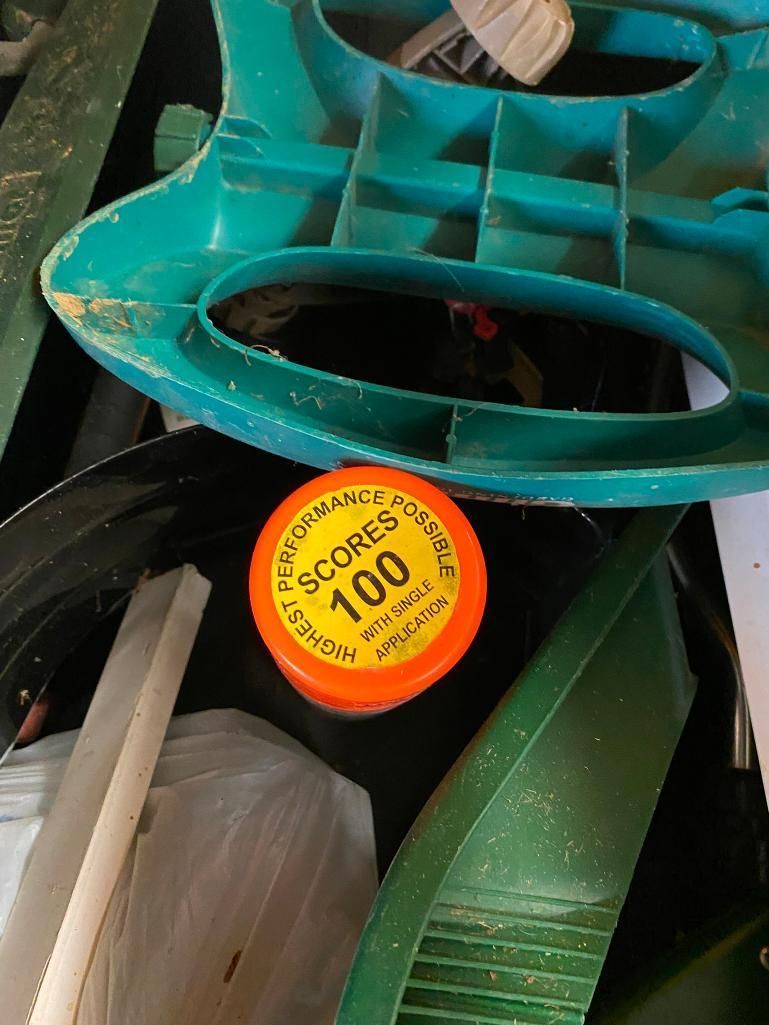 HIGHEST PERFORMANCE POSSIBLE
SCORES
100
WITH SINGLE
APPLICATION